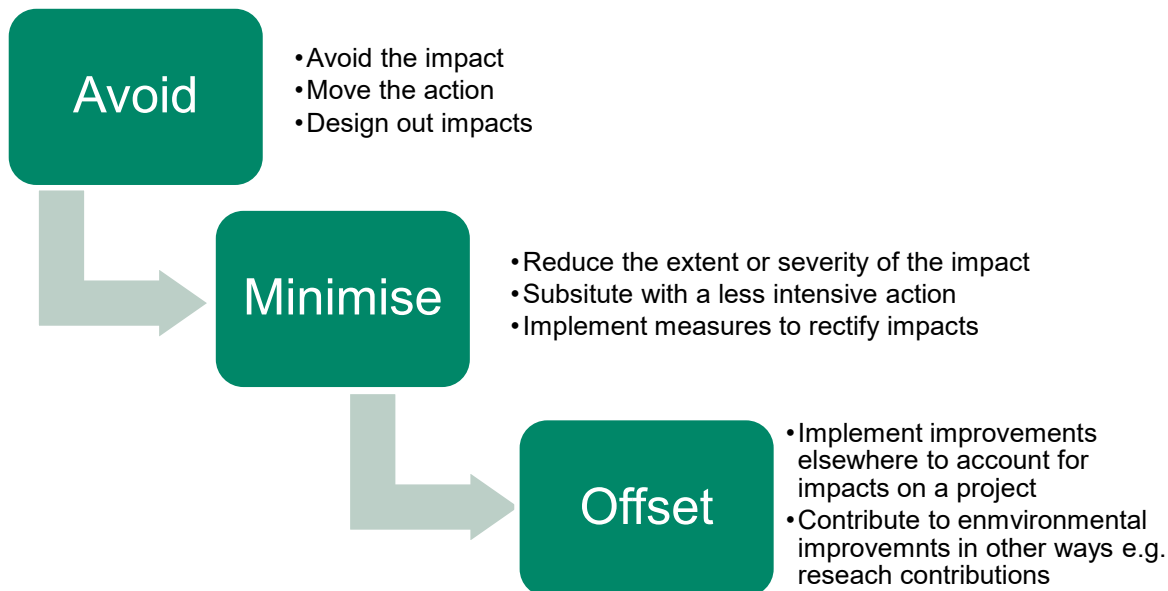 Avoid
•Avoid the impact
•Move the action
•Design out impacts
Minimise
•Reduce the extent or severity of the impact
•Subsitute with a less intensive action
•Implement measures to rectify impacts
Offset
•Implement improvements
elsewhere to account for
impacts on a project
•Contribute to enmvironmental
improvemnts in other ways e.g.
reseach contributions